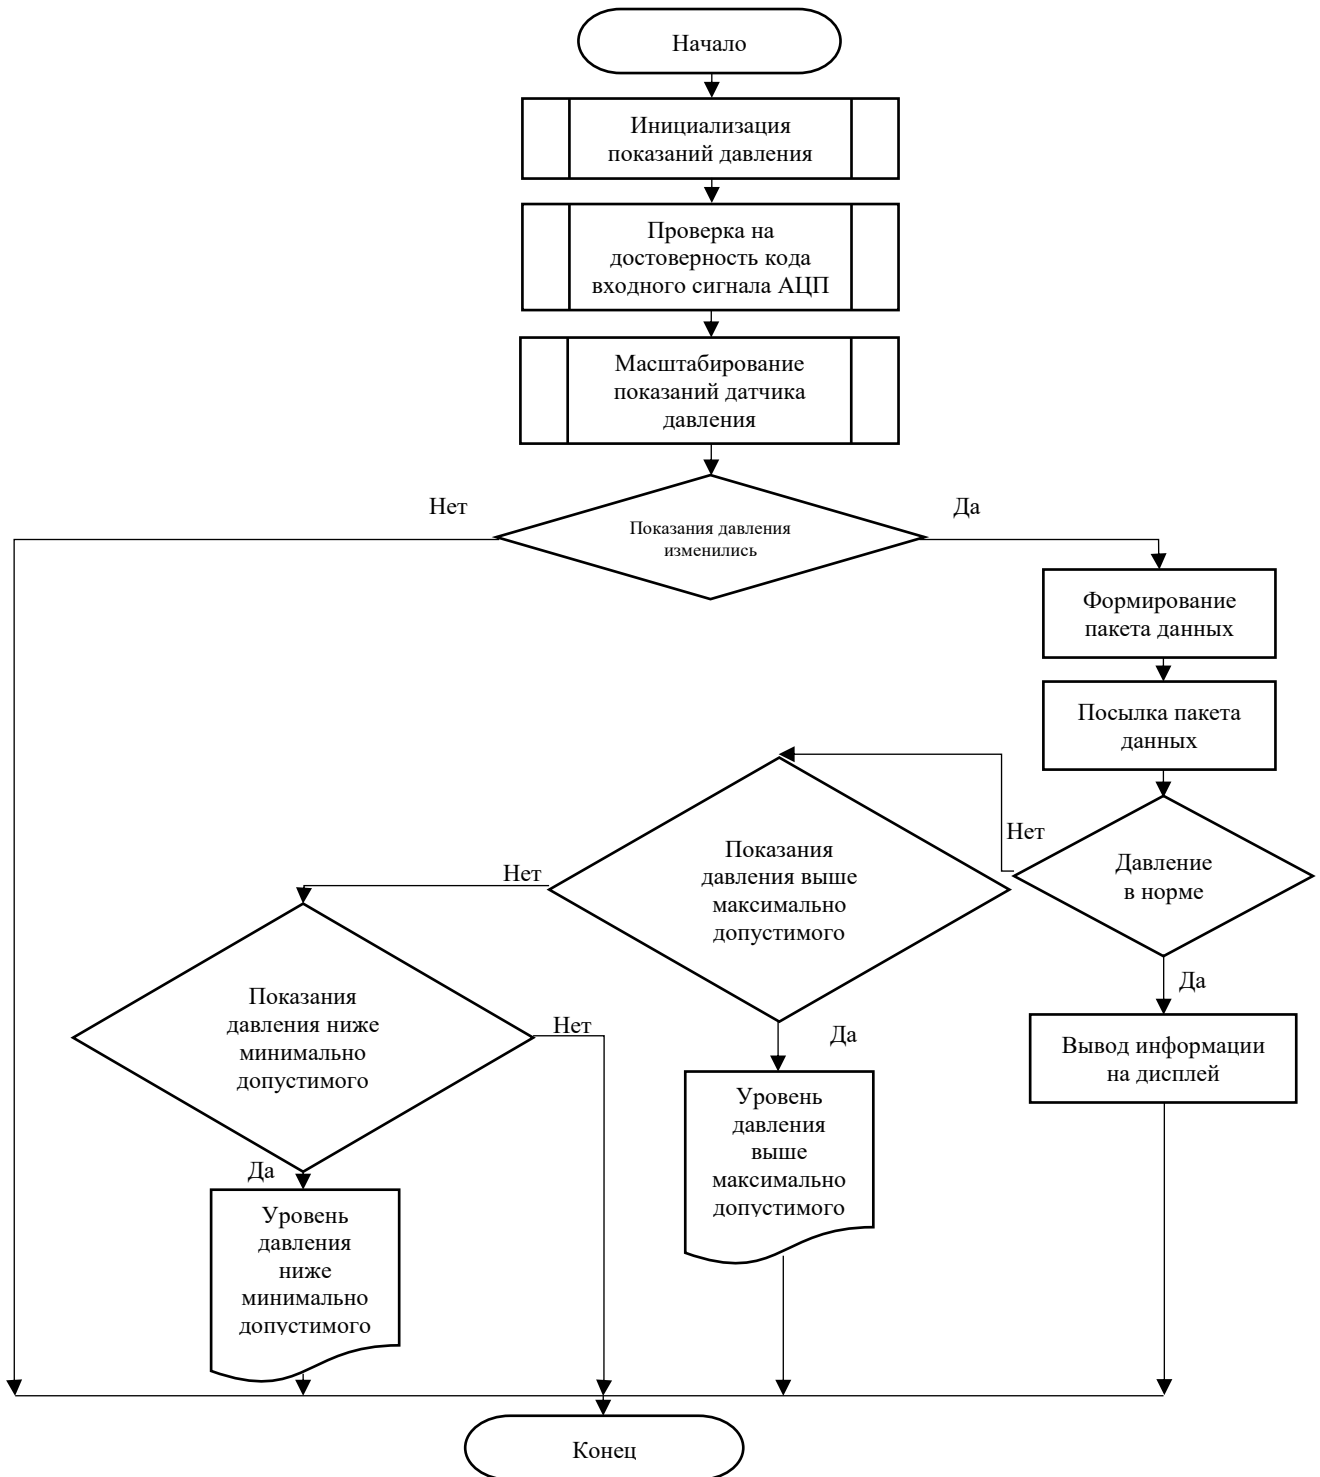 Начало
Инициализация
показаний давления
Проверка на
достоверность кода
входного сигнала АЦП
Масштабирование
показаний датчика
давления
Нет
Да
Показания давления
изменились
Формирование
пакета данных
Посылка пакета
данных
Нет
Давление
в норме
Показания
давления выше
максимально
допустимого
Нет
Да
Показания
давления ниже
минимально
допустимого
Нет
Да
Вывод информации
на дисплей
Уровень
давления
выше
максимально
допустимого
Да
Уровень
давления
ниже
минимально
допустимого
Конец